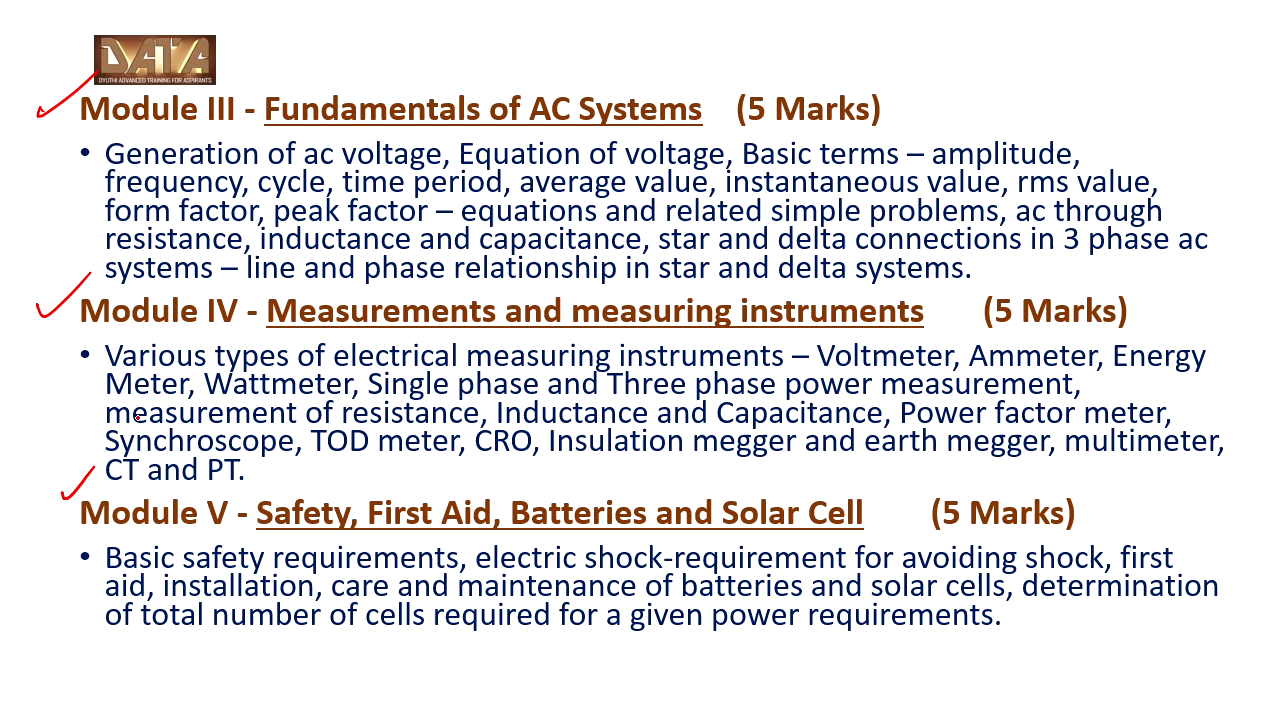 DATA
DYUTHI ADVANCED TRAINING FOR ASPIRANTS
Module III - Fundamentals of AC Systems (5 Marks)
• Generation of ac voltage, Equation of voltage, Basic terms – amplitude,
frequency, cycle, time period, average value, instantaneous value, rms value,
form factor, peak factor – equations and related simple problems, ac through
resistance, inductance and capacitance, star and delta connections in 3 phase ac
systems – line and phase relationship in star and delta systems.
Module IV - Measurements and measuring instruments (5 Marks)
• Various types of electrical measuring instruments – Voltmeter, Ammeter, Energy
Meter, Wattmeter, Single phase and Three phase power measurement,
measurement of resistance, Inductance and Capacitance, Power factor meter,
Synchroscope, TOD meter, CRO, Insulation megger and earth megger, multimeter,
CT and PT.
Module V - Safety, First Aid, Batteries and Solar Cell (5 Marks)
• Basic safety requirements, electric shock-requirement for avoiding shock, first
aid, installation, care and maintenance of batteries and solar cells, determination
of total number of cells required for a given power requirements.